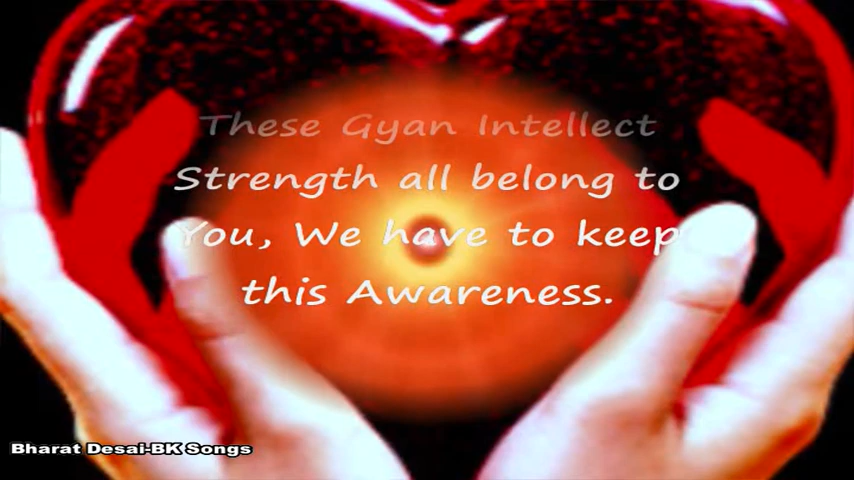 These Gyan Intellect
Strength all belong to
You, We have to keep
this Awareness.
Bharat Desai-BK Songs